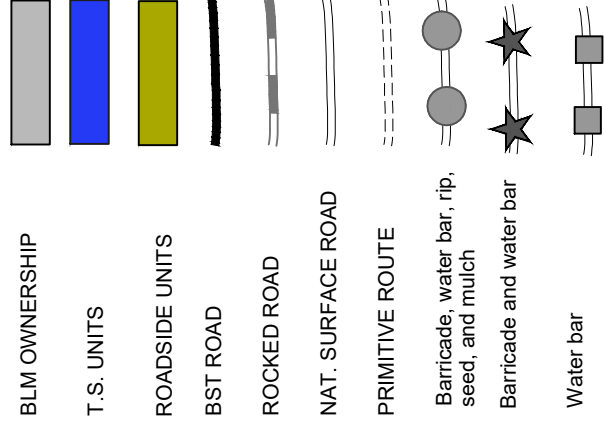 BLM OWNERSHIP
T.S. UNITS
ROADSIDE UNITS
BST ROAD
ROCKED ROAD
NAT. SURFACE ROAD
PRIMITIVE ROUTE
Barricade, water bar, rip,
seed, and mulch
Barricade and water bar
Water bar